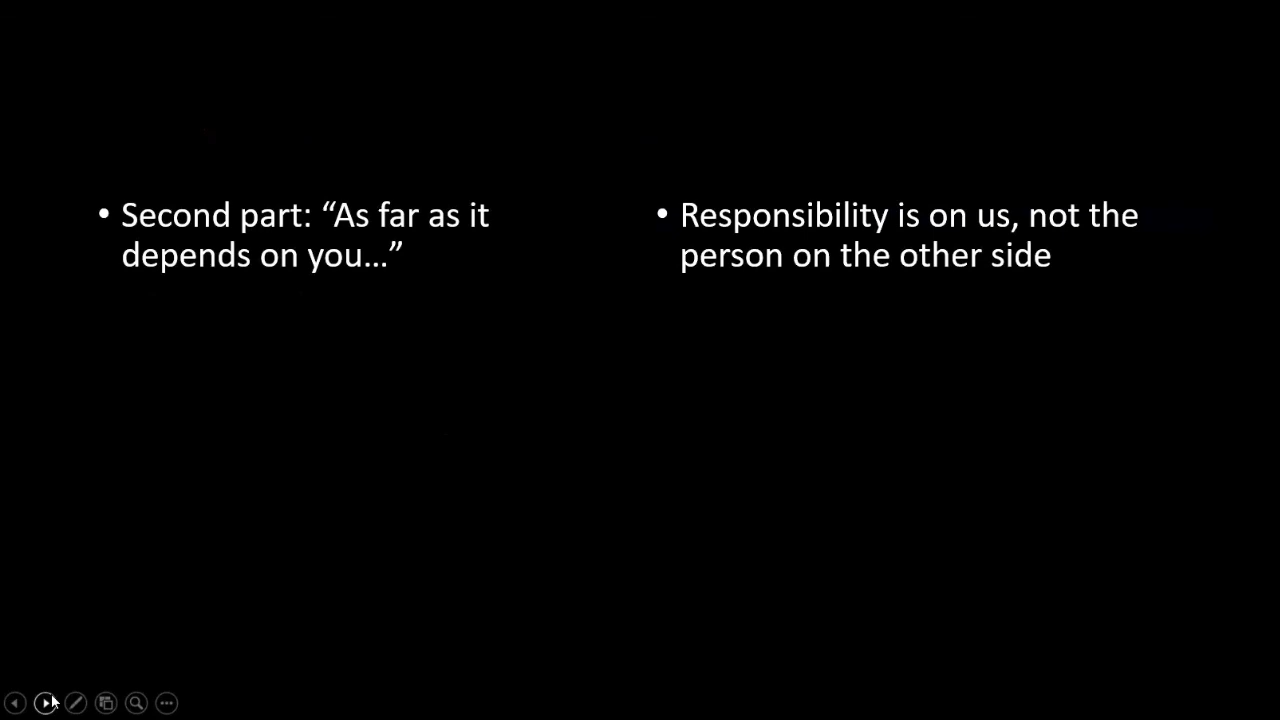 • Second part: “As far as it
depends on you…”
• Responsibility is on us, not the
person on the other side